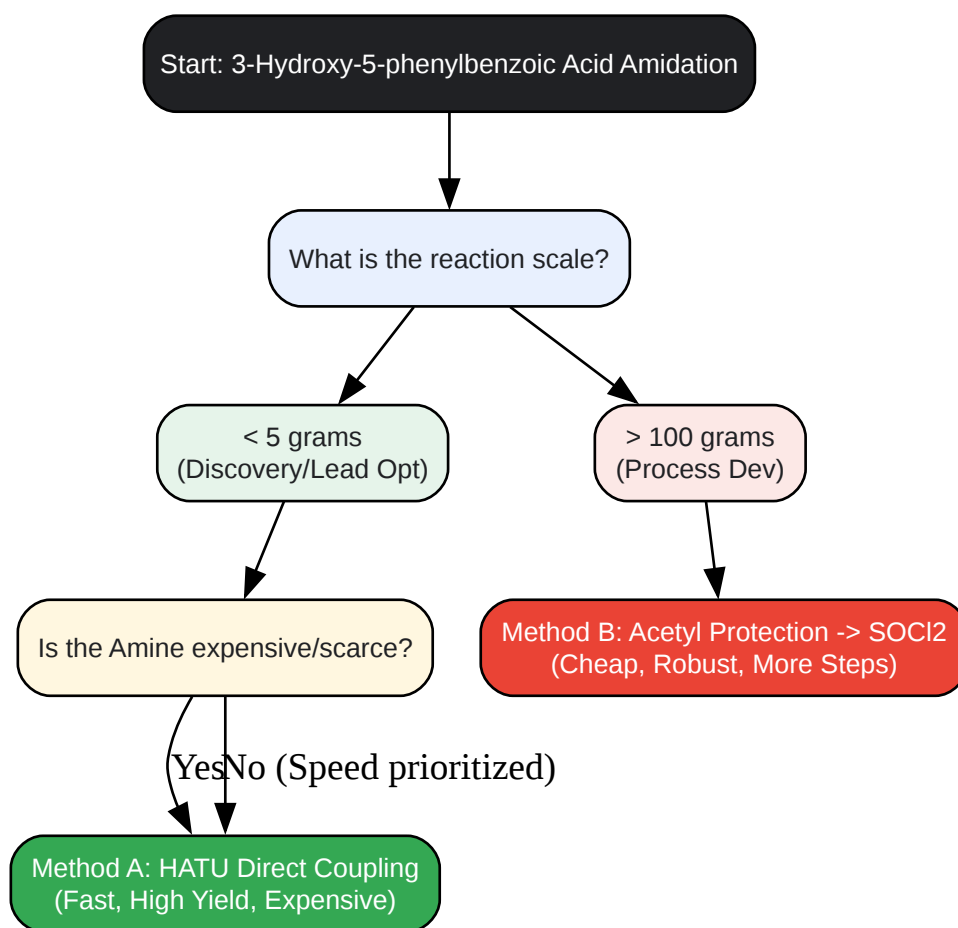 Start: 3-Hydroxy-5-phenylbenzoic Acid Amidation
What is the reaction scale?
< 5 grams
(Discovery/Lead Opt)
> 100 grams
(Process Dev)
Is the Amine expensive/scarce?
Method B: Acetyl Protection -> SOCl2
(Cheap, Robust, More Steps)
Yes
No (Speed prioritized)
Method A: HATU Direct Coupling
(Fast, High Yield, Expensive)